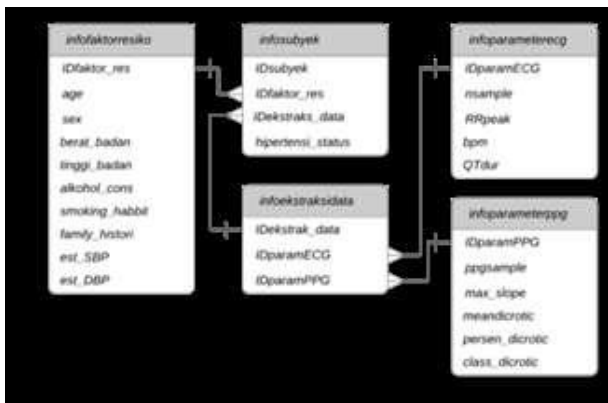 infofaktorresiko
IDfaktor_res
age
sex
berat_badan
tinggi_badan
alkohol_cons
smoking_habbit
family_histori
est_SBP
est_DBP
infosubyek
IDsubyek
IDfaktor_res
IDekstraks_data
hipertensi_status
infoekstraksidata
IDekstrak_data
IDparamECG
IDparamPPG
infoparameterecg
IDparamECG
nsample
RRpeak
bpm
QTdur
infoparameterppg
IDparamPPG
ppgsample
max_slope
meandicrotic
persen_dicrotic
class_dicrotic